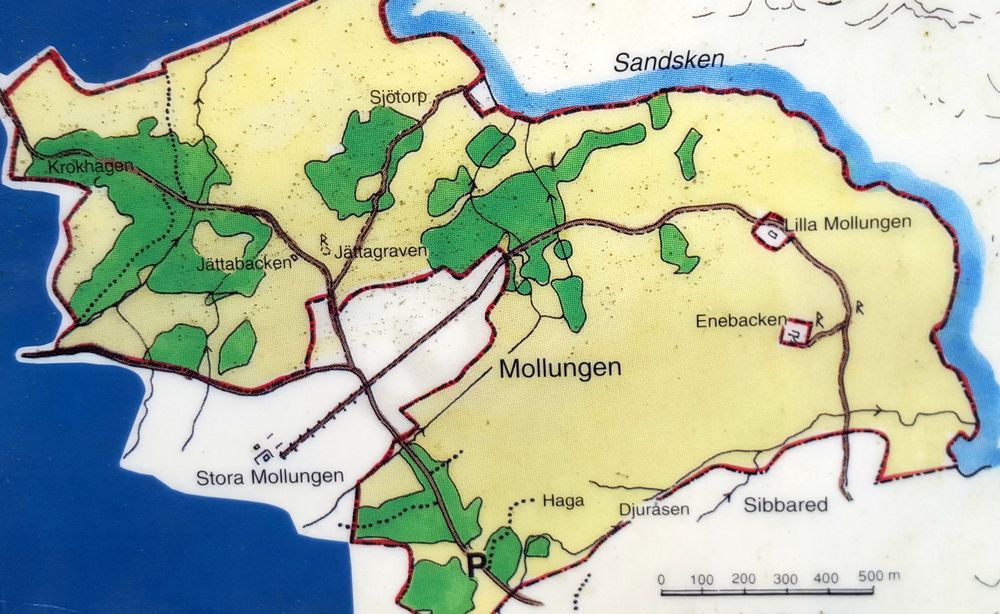 Sandsken
Sjötorp
Krokhagen
Lilla Mollungen
Jättabacken
R
Jättagraven
R
Enebacken
R
Mollungen
Stora Mollungen
Haga
Djuråsen
Sibbared
P
0 100 200 300 400 500 m